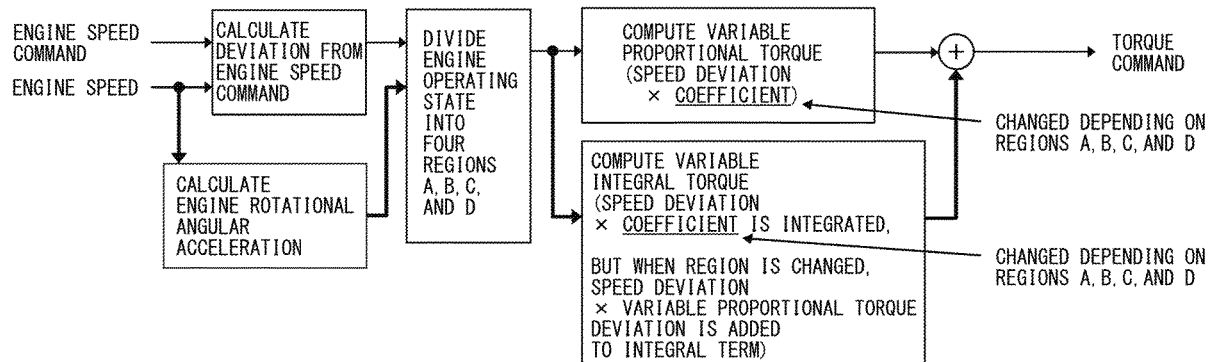 ENGINE SPEED
COMMAND
ENGINE SPEED
CALCULATE
DEVIATION FROM
ENGINE SPEED
COMMAND
CALCULATE
ENGINE ROTATIONAL
ANGULAR
ACCELERATION
DIVIDE
ENGINE
OPERATING
STATE
INTO
FOUR
REGIONS
A, B, C,
AND D
COMPUTE VARIABLE
PROPORTIONAL TORQUE
(SPEED DEVIATION
× COEFFICIENT)
COMPUTE VARIABLE
INTEGRAL TORQUE
(SPEED DEVIATION
× COEFFICIENT IS INTEGRATED,
BUT WHEN REGION IS CHANGED,
SPEED DEVIATION
× VARIABLE PROPORTIONAL TORQUE
DEVIATION IS ADDED
TO INTEGRAL TERM)
+
TORQUE
COMMAND
CHANGED DEPENDING ON
REGIONS A, B, C, AND D
CHANGED DEPENDING ON
REGIONS A, B, C, AND D